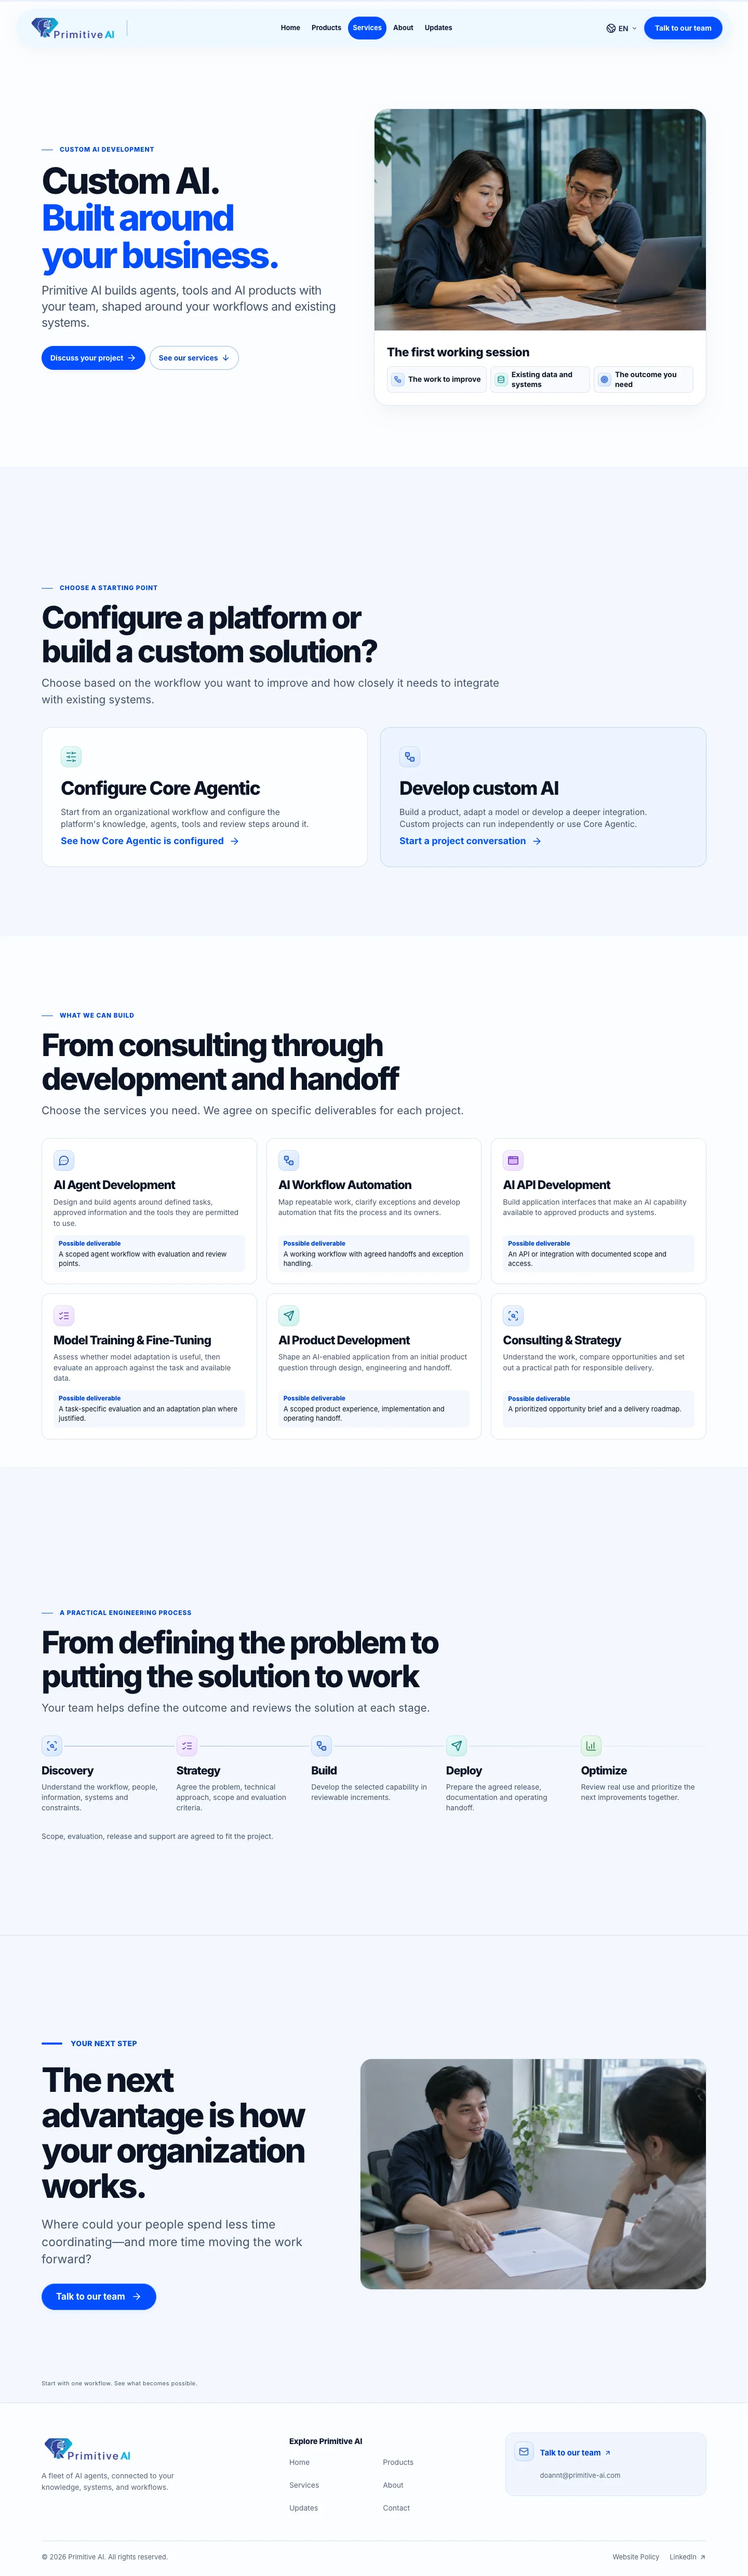 Primitive AI
Home
Products
Services
About
Updates
EN
Talk to our team
CUSTOM AI DEVELOPMENT
Custom AI.
Built around
your business.
Primitive AI builds agents, tools and AI products with
your team, shaped around your workflows and existing
systems.
Discuss your project
See our services
The first working session
The work to improve
Existing data and
systems
The outcome you
need
CHOOSE A STARTING POINT
Configure a platform or
build a custom solution?
Choose based on the workflow you want to improve and how closely it needs to integrate
with existing systems.
Configure Core Agentic
Start from an organizational workflow and configure the
platform's knowledge, agents, tools and review steps around it.
See how Core Agentic is configured
Develop custom AI
Build a product, adapt a model or develop a deeper integration.
Custom projects can run independently or use Core Agentic.
Start a project conversation
WHAT WE CAN BUILD
From consulting through
development and handoff
Choose the services you need. We agree on specific deliverables for each project.
AI Agent Development
Design and build agents around defined tasks,
approved information and the tools they are permitted
to use.
Possible deliverable
A scoped agent workflow with evaluation and review
points.
AI Workflow Automation
Map repeatable work, clarify exceptions and develop
automation that fits the process and its owners.
Possible deliverable
A working workflow with agreed handoffs and exception
handling.
AI API Development
Build application interfaces that make an AI capability
available to approved products and systems.
Possible deliverable
An API or integration with documented scope and
access.
Model Training & Fine-Tuning
Assess whether model adaptation is useful, then
evaluate an approach against the task and available
data.
Possible deliverable
A task-specific evaluation and an adaptation plan where
justified.
AI Product Development
Shape an AI-enabled application from an initial product
question through design, engineering and handoff.
Possible deliverable
A scoped product experience, implementation and
operating handoff.
Consulting & Strategy
Understand the work, compare opportunities and set
out a practical path for responsible delivery.
Possible deliverable
A prioritized opportunity brief and a delivery roadmap.
A PRACTICAL ENGINEERING PROCESS
From defining the problem to
putting the solution to work
Your team helps define the outcome and reviews the solution at each stage.
Discovery
Understand the workflow, people,
information, systems and
constraints.
Strategy
Agree the problem, technical
approach, scope and evaluation
criteria.
Build
Develop the selected capability in
reviewable increments.
Deploy
Prepare the agreed release,
documentation and operating
handoff.
Optimize
Review real use and prioritize the
next improvements together.
Scope, evaluation, release and support are agreed to fit the project.
YOUR NEXT STEP
The next
advantage is how
your organization
works.
Where could your people spend less time
coordinating—and more time moving the work
forward?
Talk to our team
Start with one workflow. See what becomes possible.
Primitive AI
A fleet of AI agents, connected to your
knowledge, systems, and workflows.
Explore Primitive AI
Home
Products
Services
About
Updates
Contact
Talk to our team
doannt@primitive-ai.com
© 2026 Primitive AI. All rights reserved.
Website Policy
LinkedIn